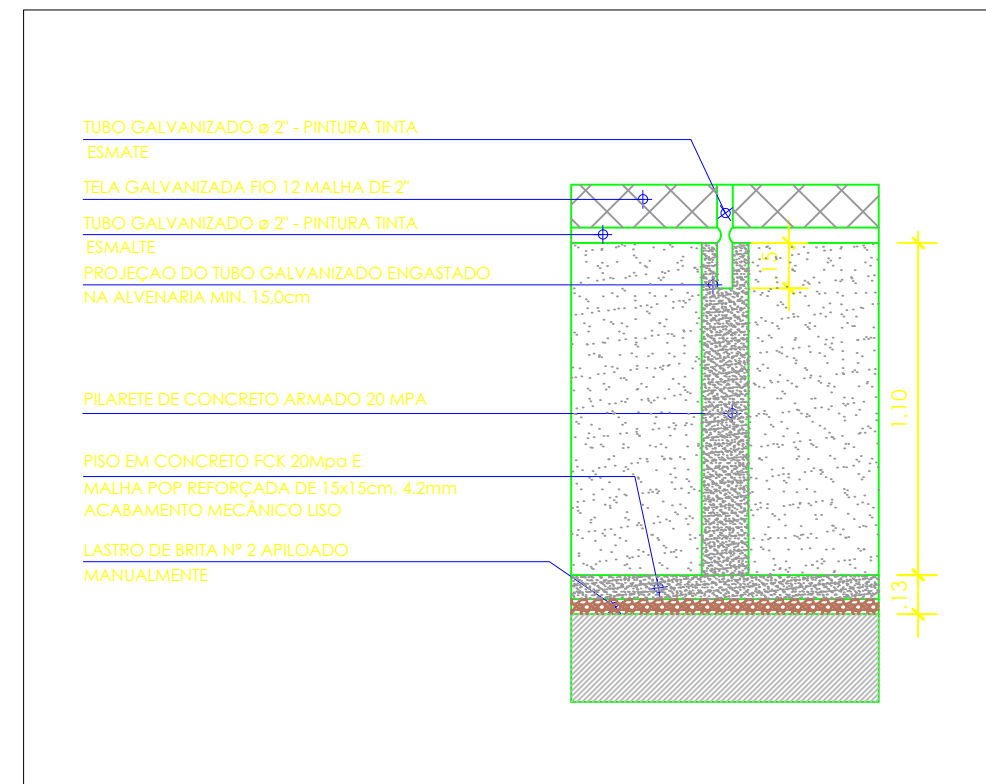 TUBO GALVANIZADO ø 2" - PINTURA TINTA
ESMATE
TELA GALVANIZADA FIO 12 MALHA DE 2"
TUBO GALVANIZADO ø 2" - PINTURA TINTA
ESMALTE
PROJEÇAO DO TUBO GALVANIZADO ENGASTADO
NA ALVENARIA MIN. 15,0cm
PILARETE DE CONCRETO ARMADO 20 MPA
PISO EM CONCRETO FCK 20Mpa E
MALHA POP REFORÇADA DE 15x15cm, 4.2mm
ACABAMENTO MECÂNICO LISO
LASTRO DE BRITA Nº 2 APILOADO
MANUALMENTE
15
1,10
,13